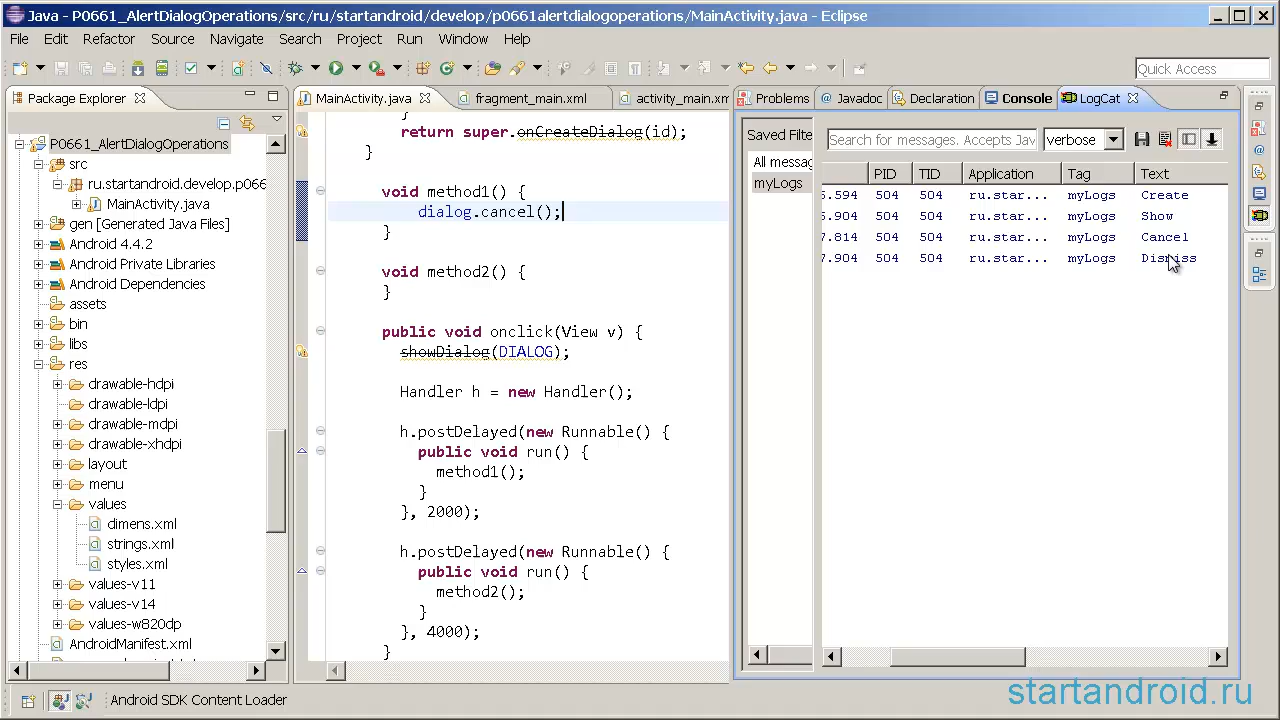 Java - P0661_AlertDialogOperations/src/ru/startandroid/develop/p0661alertdialogoperations/MainActivity.java - Eclipse
File Edit Refactor Source Navigate Search Project Run Window Help
Quick Access
Package Explorer
P0661_AlertDialogOperations
src
ru.startandroid.develop.p066
MainActivity.java
gen [Generated Java Files]
Android 4.4.2
Android Private Libraries
Android Dependencies
assets
bin
libs
res
drawable-hdpi
drawable-ldpi
drawable-mdpi
drawable-xhdpi
layout
menu
values
dimens.xml
strings.xml
styles.xml
values-v11
values-v14
values-w820dp
AndroidManifest.xml
MainActivity.java fragment_main.xml activity_main.xm
}
return super.onCreateDialog(id);
}
void method1() {
dialog.cancel();
}
void method2() {
}
public void onclick(View v) {
showDialog(DIALOG);
Handler h = new Handler();
h.postDelayed(new Runnable() {
public void run() {
method1();
}
}, 2000);
h.postDelayed(new Runnable() {
public void run() {
method2();
}
}, 4000);
}
Problems @ Javadoc Declaration Console LogCat
Saved Filte
All messag
myLogs
Search for messages. Accepts Jav verbose
PID TID Application Tag Text
5.594 504 504 ru.star... myLogs Create
5.904 504 504 ru.star... myLogs Show
7.814 504 504 ru.star... myLogs Cancel
7.904 504 504 ru.star... myLogs Dismiss
Android SDK Content Loader
startandroid.ru